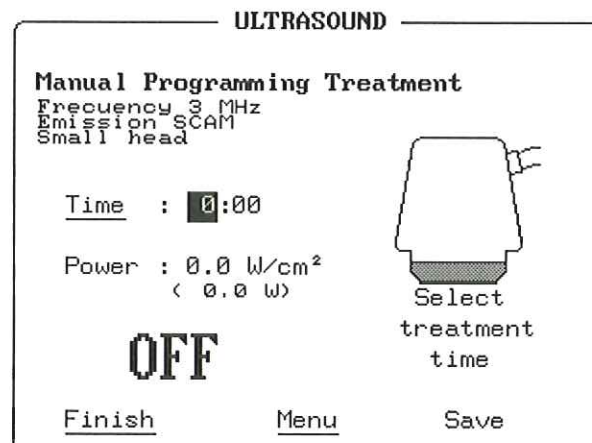 ULTRASOUND
Manual Programming Treatment
Frecuency 3 MHz
Emission SCAM
Small head
Time : 0:00
Power : 0.0 W/cm²
( 0.0 W)
Select
treatment
time
OFF
Finish Menu Save